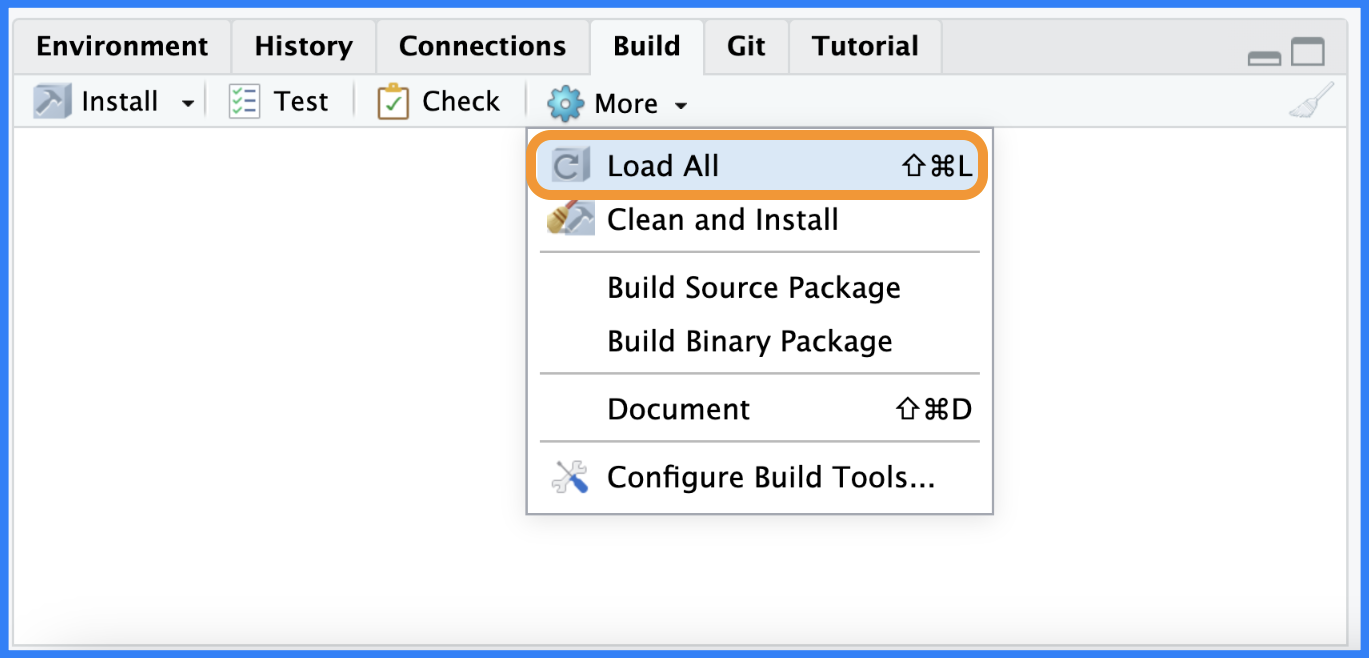 Environment History Connections Build Git Tutorial
Install Test Check More
Load All ⇧⌘L
Clean and Install
Build Source Package
Build Binary Package
Document ⇧⌘D
Configure Build Tools...